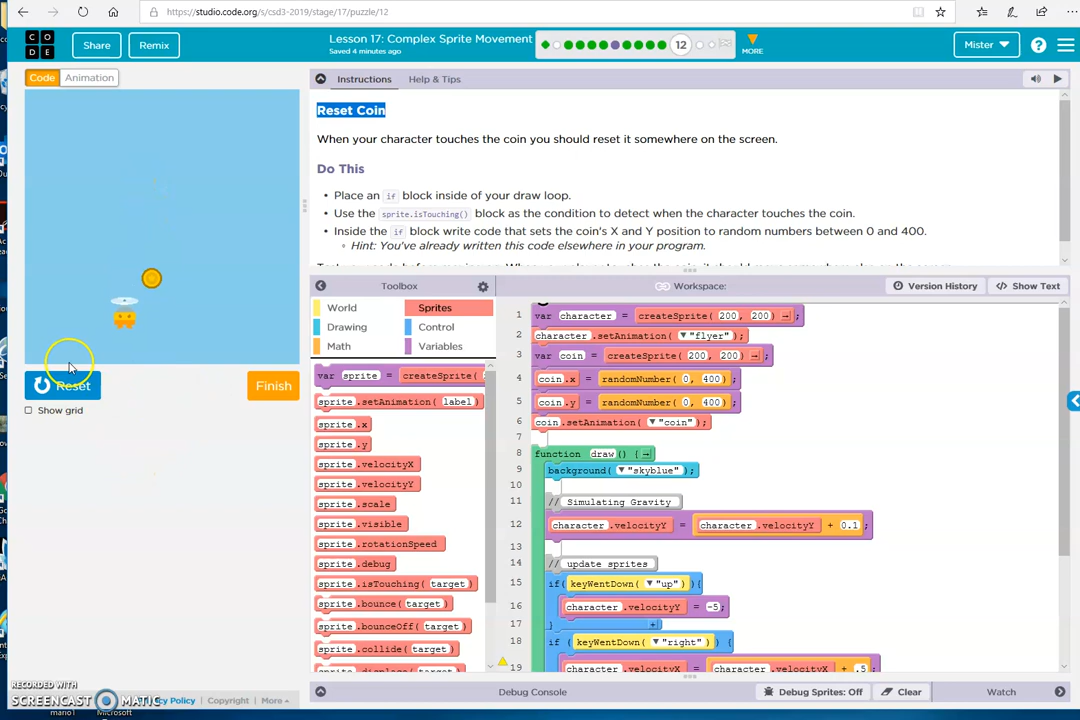 https://studio.code.org/s/csd3-2019/stage/17/puzzle/12
CO
DE
Share
Remix
Lesson 17: Complex Sprite Movement
Saved 4 minutes ago
12
MORE
Mister
Code
Animation
Instructions
Help & Tips
Reset Coin
When your character touches the coin you should reset it somewhere on the screen.
Do This
• Place an if block inside of your draw loop.
• Use the sprite.isTouching() block as the condition to detect when the character touches the coin.
• Inside the if block write code that sets the coin's X and Y position to random numbers between 0 and 400.
◦ Hint: You've already written this code elsewhere in your program.
Reset
Finish
Show grid
Toolbox
Workspace:
Version History
</> Show Text
World
Sprites
Drawing
Control
Math
Variables
var sprite = createSprite(
sprite.setAnimation( label )
sprite.x
sprite.y
sprite.velocityX
sprite.velocityY
sprite.scale
sprite.visible
sprite.rotationSpeed
sprite.debug
sprite.isTouching( target )
sprite.bounce( target )
sprite.bounceOff( target )
sprite.collide( target )
1 var character = createSprite( 200, 200 )
2 character.setAnimation( "flyer" );
3 var coin = createSprite( 200, 200 )
4 coin.x = randomNumber( 0, 400 );
5 coin.y = randomNumber( 0, 400 );
6 coin.setAnimation( "coin" );
7
8 function draw() {
9 background( "skyblue" );
10
11 // Simulating Gravity
12 character.velocityY = character.velocityY + 0.1 ;
13
14 // update sprites
15 if( keyWentDown( "up" ) ){
16 character.velocityY = -5;
17 }
18 if ( keyWentDown( "right" ) ) {
19 character.velocityX = character.velocityX + .5;
Debug Console
Debug Sprites: Off
Clear
Watch
RECORDED WITH
SCREENCAST MATIC
Policy
Copyright
More
mario1
Microsoft